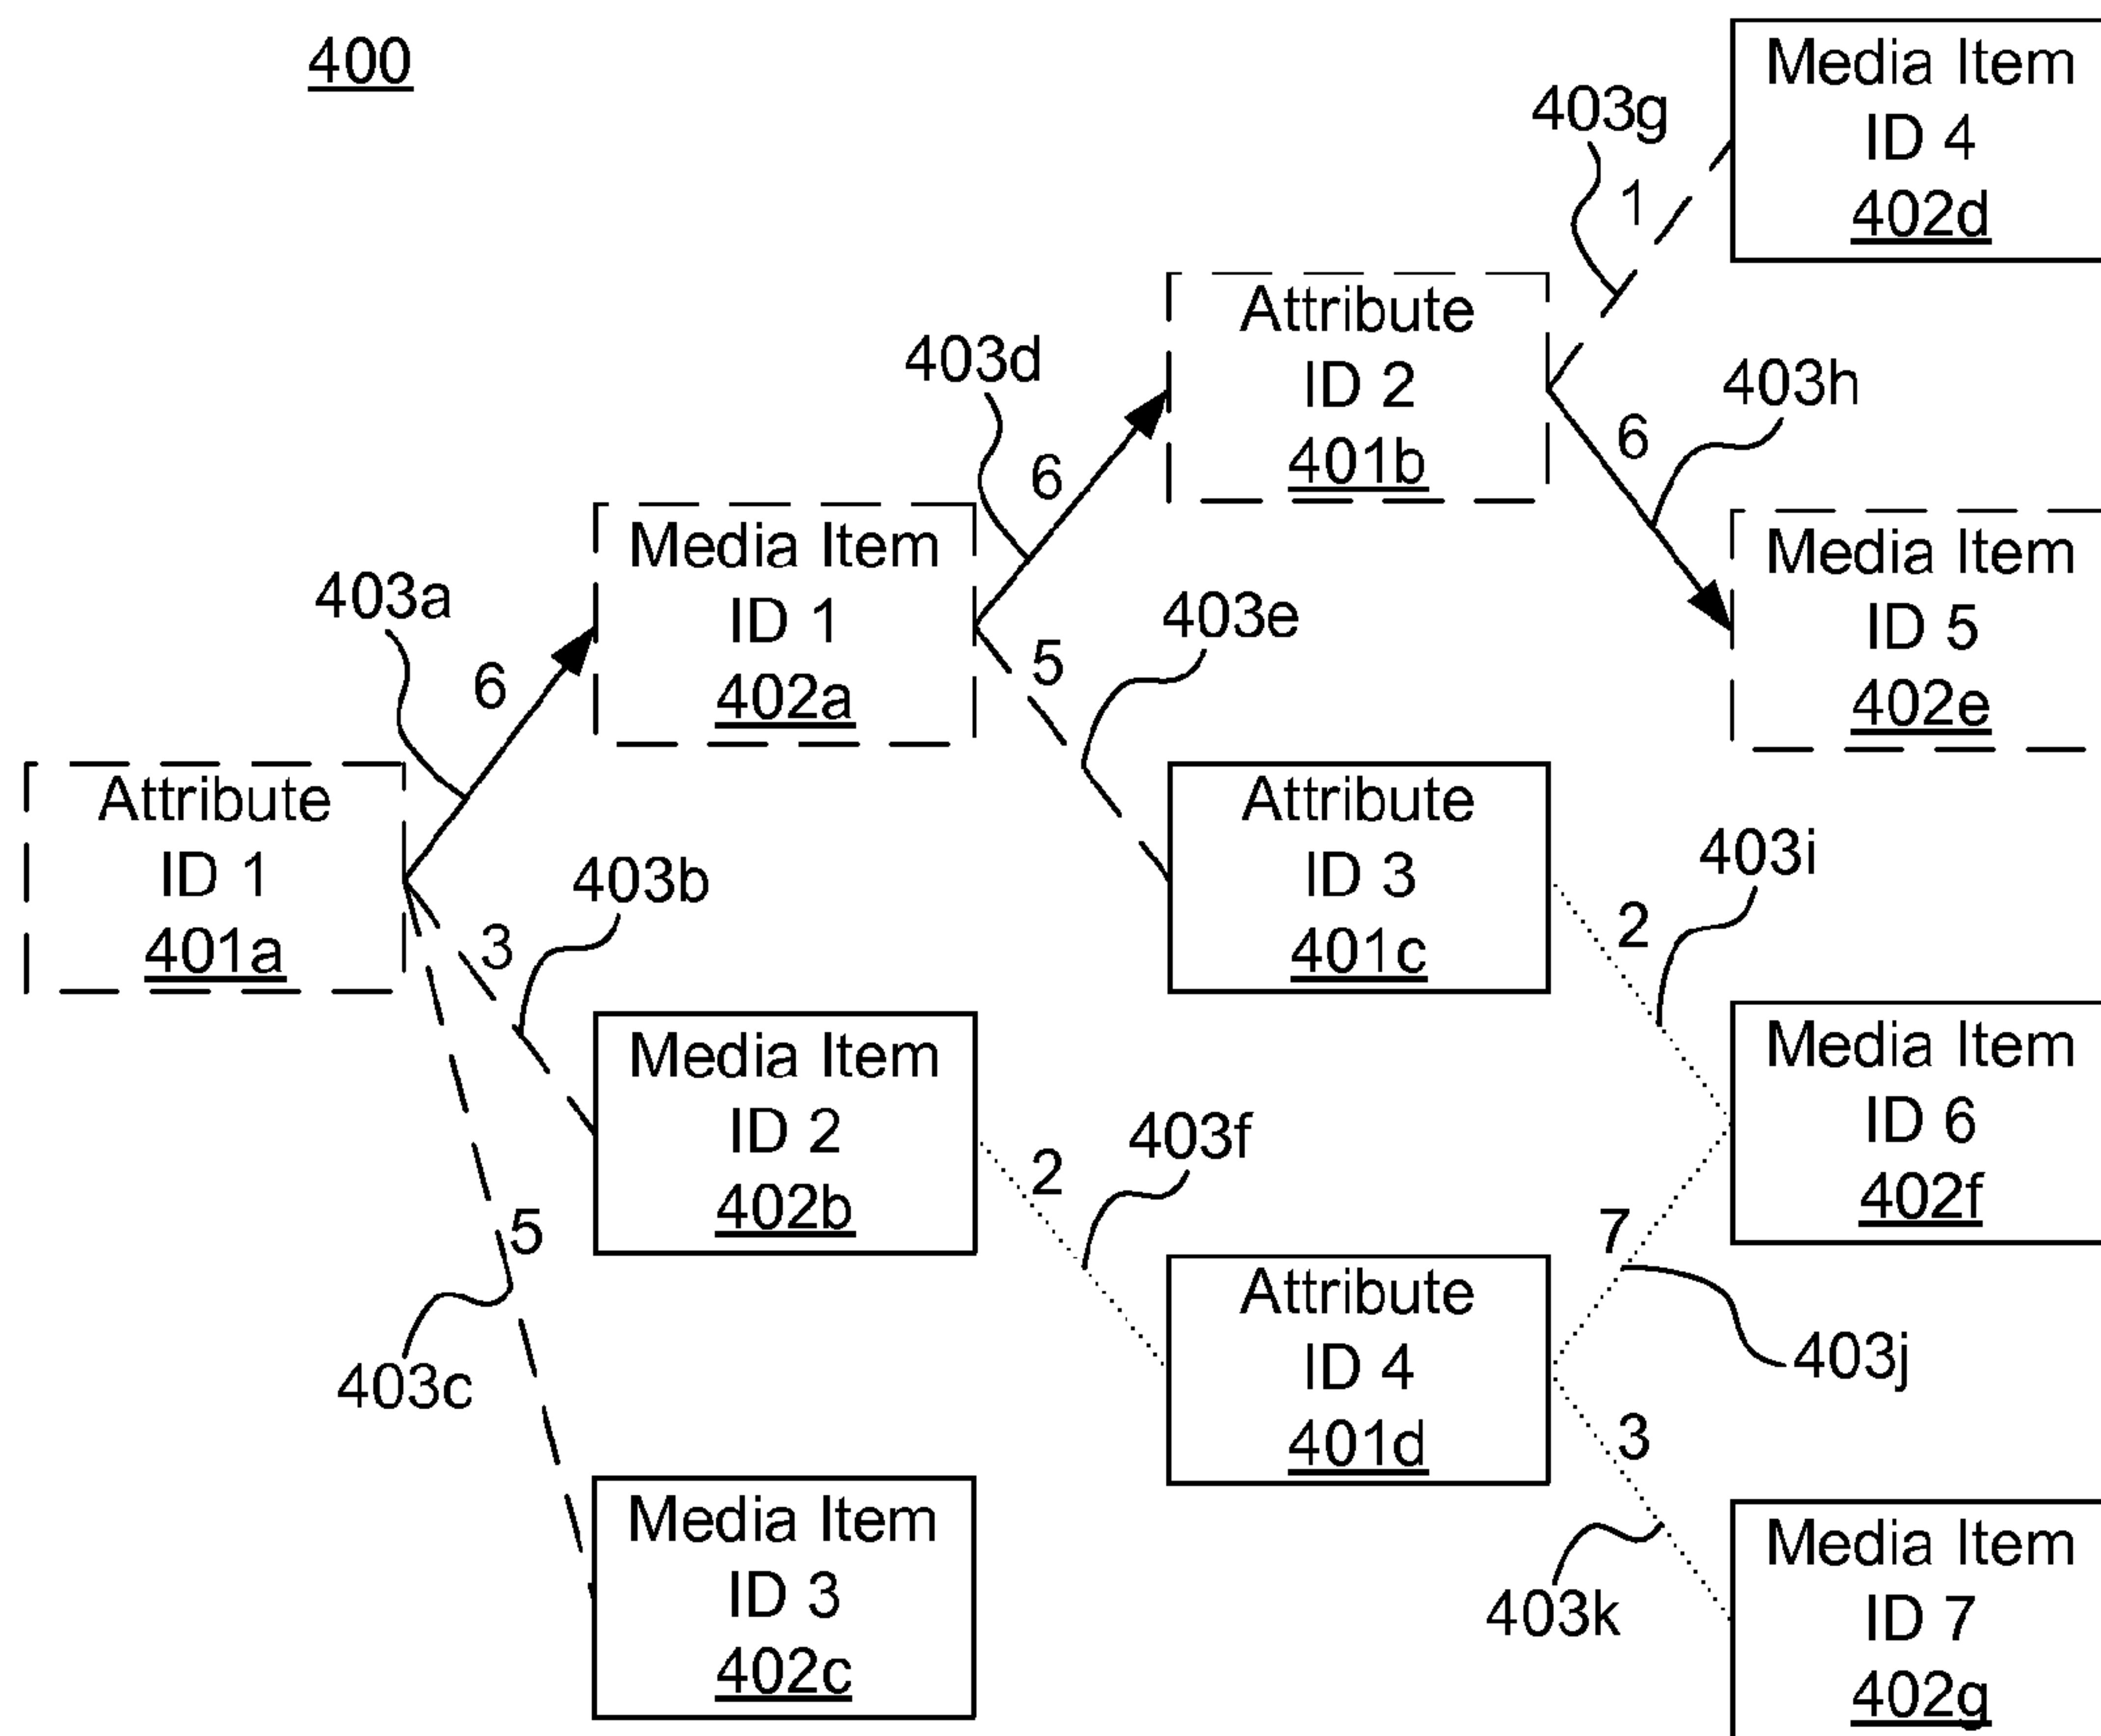 400
Media Item
ID 4
402d
403g
1
Attribute
ID 2
401b
403d
6
403h
6
Media Item
ID 5
402e
Media Item
ID 1
402a
403a
6
403e
5
Attribute
ID 1
401a
Attribute
ID 3
401c
403b
3
403i
2
Media Item
ID 2
402b
Media Item
ID 6
402f
403f
2
5
403c
7
403j
Attribute
ID 4
401d
3
403k
Media Item
ID 3
402c
Media Item
ID 7
402g